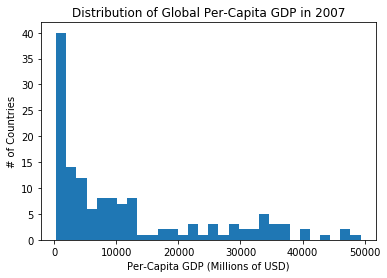 Distribution of Global Per-Capita GDP in 2007
# of Countries
40
35
30
25
20
15
10
5
0
0 10000 20000 30000 40000 50000
Per-Capita GDP (Millions of USD)